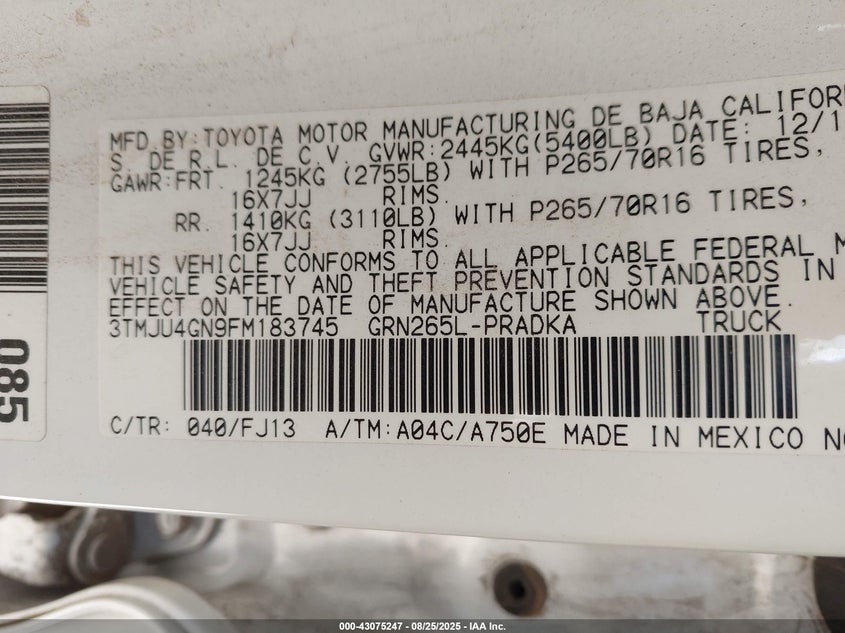 MFD.BY:TOYOTA MOTOR MANUFACTURING DE BAJA
S. DE R.L. DE C.V. GVWR:2445KG(5400LB) DATE:
GAWR:FRT. 1245KG (2755LB) WITH P265/70R16 TIRES,
16X7JJ RIMS.
RR. 1410KG (3110LB) WITH P265/70R16 TIRES,
16X7JJ RIMS.
THIS VEHICLE CONFORMS TO ALL APPLICABLE FEDERAL
VEHICLE SAFETY AND THEFT PREVENTION STANDARDS IN
EFFECT ON THE DATE OF MANUFACTURE SHOWN ABOVE.
3TMJU4GN9FM183745 GRN265L-PRADKA TRUCK
C/TR: 040/FJ13 A/TM:A04C/A750E MADE IN MEXICO
085
000-43075247 - 08/25/2025 - IAA Inc.